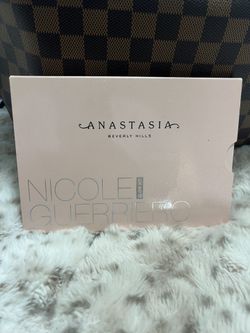 ANASTASIA
BEVERLY HILLS
NICOLE
GUERRIERO